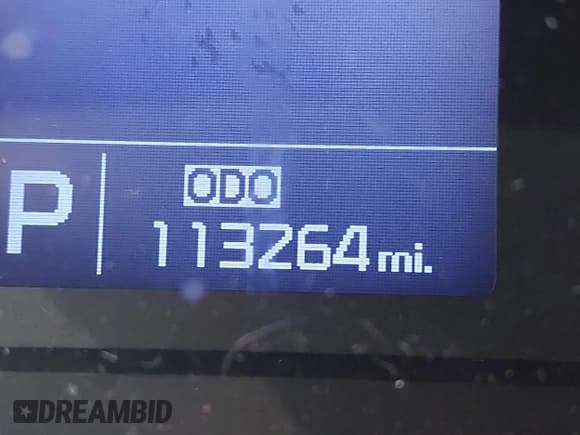 ODO
P
113264 mi.
DREAMBID